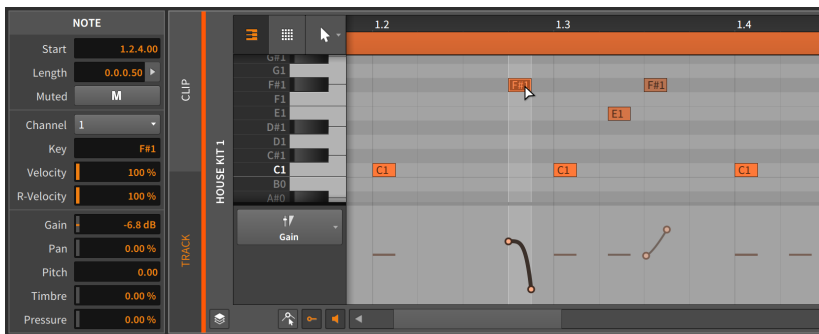 NOTE
Start 1.2.4.00
Length 0.0.0.50
Muted M
Channel 1
Key F#1
Velocity 100 %
R-Velocity 100 %
Gain -6.8 dB
Pan 0.00 %
Pitch 0.00
Timbre 0.00 %
Pressure 0.00 %
CLIP
TRACK
HOUSE KIT 1
1.2 1.3 1.4
G#1
G1
F#1 F#1 F#1
F1
E1 E1
D#1
D1
C#1
C1 C1 C1 C1
B0
A#0
Gain